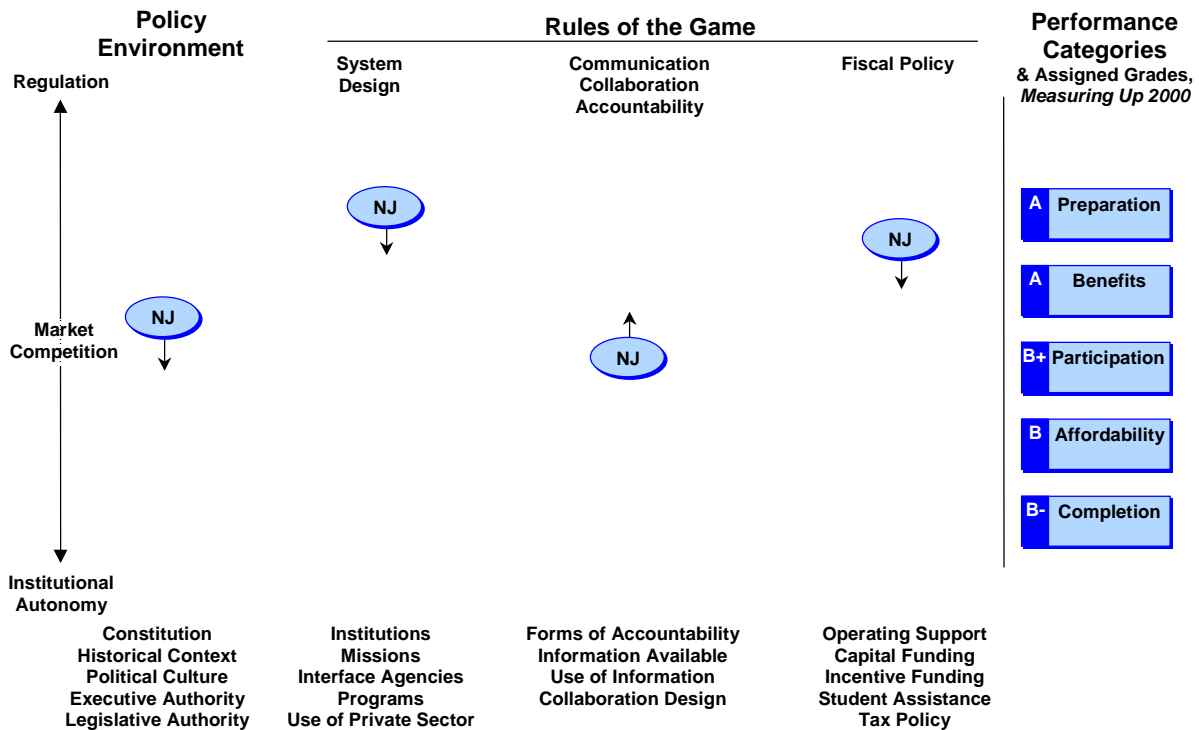 Policy
Environment
Rules of the Game
Performance
Categories
& Assigned Grades,
Measuring Up 2000
System
Design
Communication
Collaboration
Accountability
Fiscal Policy
Regulation
Market
Competition
Institutional
Autonomy
NJ
NJ
NJ
NJ
A Preparation
A Benefits
B+ Participation
B Affordability
B- Completion
Constitution
Historical Context
Political Culture
Executive Authority
Legislative Authority
Institutions
Missions
Interface Agencies
Programs
Use of Private Sector
Forms of Accountability
Information Available
Use of Information
Collaboration Design
Operating Support
Capital Funding
Incentive Funding
Student Assistance
Tax Policy